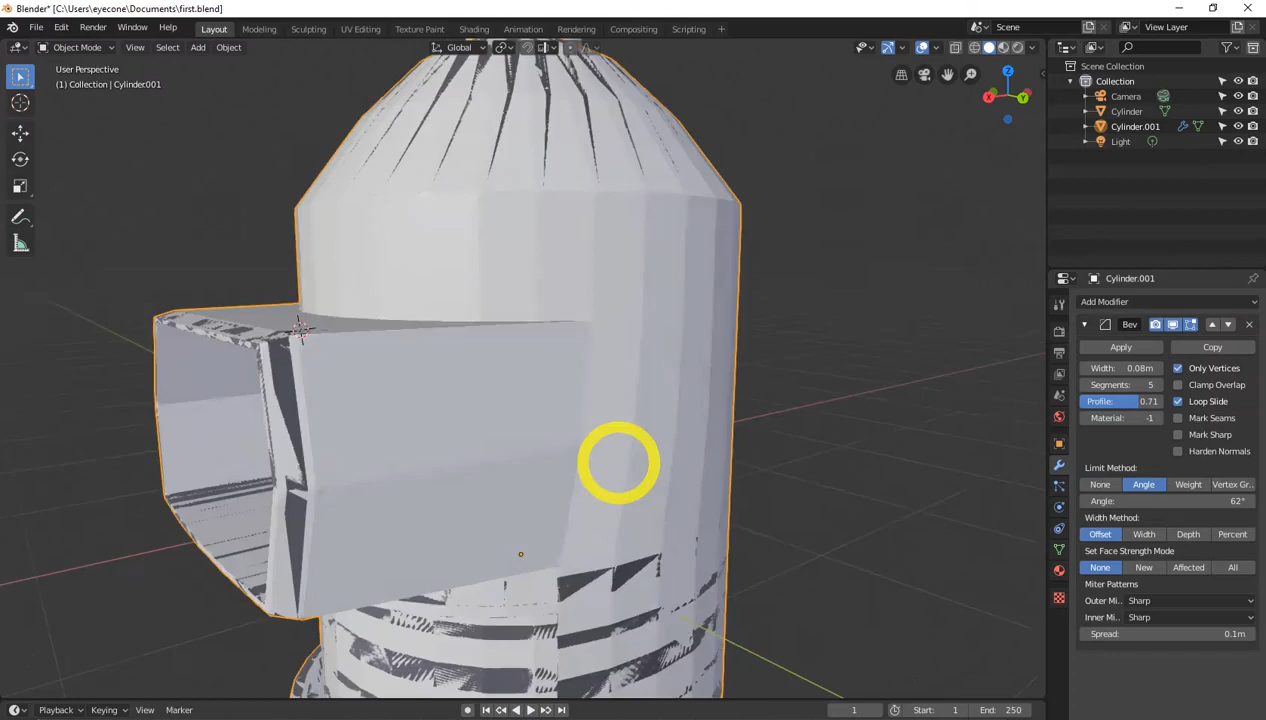 Blender* [C:\Users\eyecone\Documents\first.blend]
File Edit Render Window Help Layout Modeling Sculpting UV Editing Texture Paint Shading Animation Rendering Compositing Scripting Scene View Layer
Object Mode View Select Add Object Global
User Perspective
(1) Collection | Cylinder.001
Z
X
Y
Scene Collection
Collection
Camera
Cylinder
Cylinder.001
Light
Cylinder.001
Add Modifier
Bev
Apply Copy
Width: 0.08m Only Vertices
Segments: 5 Clamp Overlap
Profile: 0.71 Loop Slide
Material: -1 Mark Seams
Mark Sharp
Harden Normals
Limit Method:
None Angle Weight Vertex Gr..
Angle: 62°
Width Method:
Offset Width Depth Percent
Set Face Strength Mode
None New Affected All
Miter Patterns
Outer Mi.. Sharp
Inner Mi.. Sharp
Spread: 0.1m
Playback Keying View Marker 1 Start: 1 End: 250